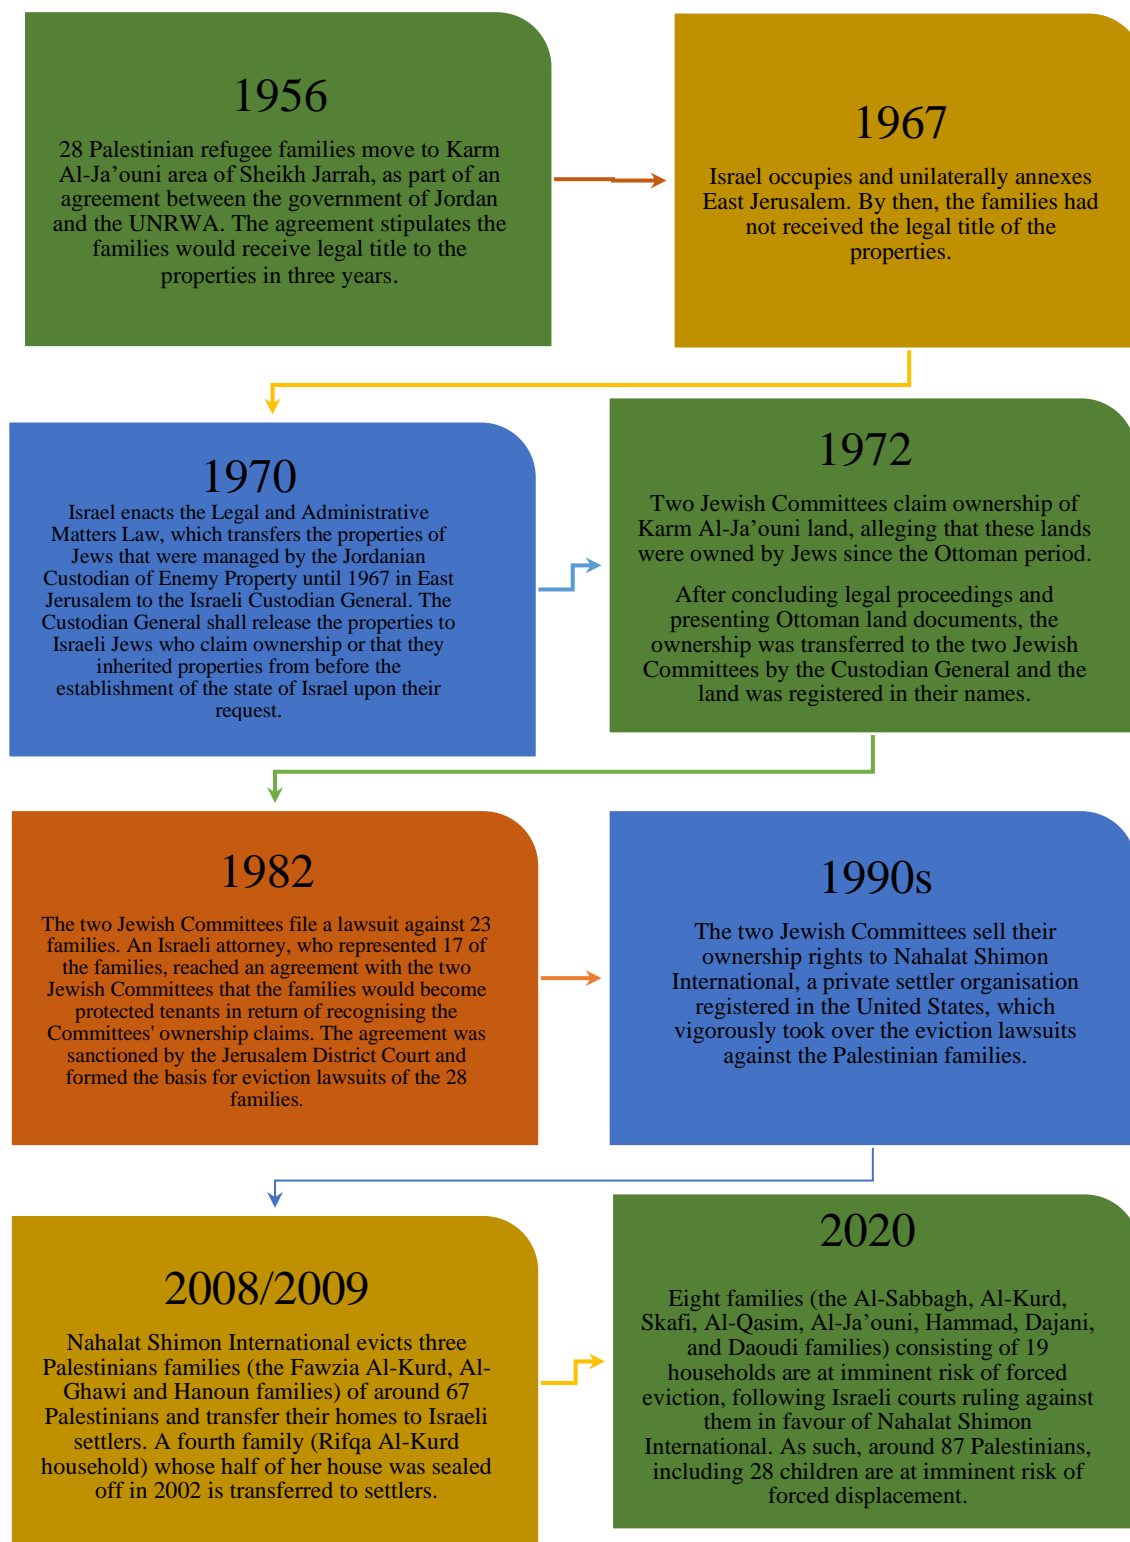 1956
28 Palestinian refugee families move to Karm
Al-Ja’ouni area of Sheikh Jarrah, as part of an
agreement between the government of Jordan
and the UNRWA. The agreement stipulates the
families would receive legal title to the
properties in three years.
1967
Israel occupies and unilaterally annexes
East Jerusalem. By then, the families had
not received the legal title of the
properties.
1970
Israel enacts the Legal and Administrative
Matters Law, which transfers the properties of
Jews that were managed by the Jordanian
Custodian of Enemy Property until 1967 in East
Jerusalem to the Israeli Custodian General. The
Custodian General shall release the properties to
Israeli Jews who claim ownership or that they
inherited properties from before the
establishment of the state of Israel upon their
request.
1972
Two Jewish Committees claim ownership of
Karm Al-Ja’ouni land, alleging that these lands
were owned by Jews since the Ottoman period.
After concluding legal proceedings and
presenting Ottoman land documents, the
ownership was transferred to the two Jewish
Committees by the Custodian General and the
land was registered in their names.
1982
The two Jewish Committees file a lawsuit against 23
families. An Israeli attorney, who represented 17 of
the families, reached an agreement with the two
Jewish Committees that the families would become
protected tenants in return of recognising the
Committees' ownership claims. The agreement was
sanctioned by the Jerusalem District Court and
formed the basis for eviction lawsuits of the 28
families.
1990s
The two Jewish Committees sell their
ownership rights to Nahalat Shimon
International, a private settler organisation
registered in the United States, which
vigorously took over the eviction lawsuits
against the Palestinian families.
2008/2009
Nahalat Shimon International evicts three
Palestinians families (the Fawzia Al-Kurd, Al-
Ghawi and Hanoun families) of around 67
Palestinians and transfer their homes to Israeli
settlers. A fourth family (Rifqa Al-Kurd
household) whose half of her house was sealed
off in 2002 is transferred to settlers.
2020
Eight families (the Al-Sabbagh, Al-Kurd,
Skafi, Al-Qasim, Al-Ja’ouni, Hammad, Dajani,
and Daoudi families) consisting of 19
households are at imminent risk of forced
eviction, following Israeli courts ruling against
them in favour of Nahalat Shimon
International. As such, around 87 Palestinians,
including 28 children are at imminent risk of
forced displacement.